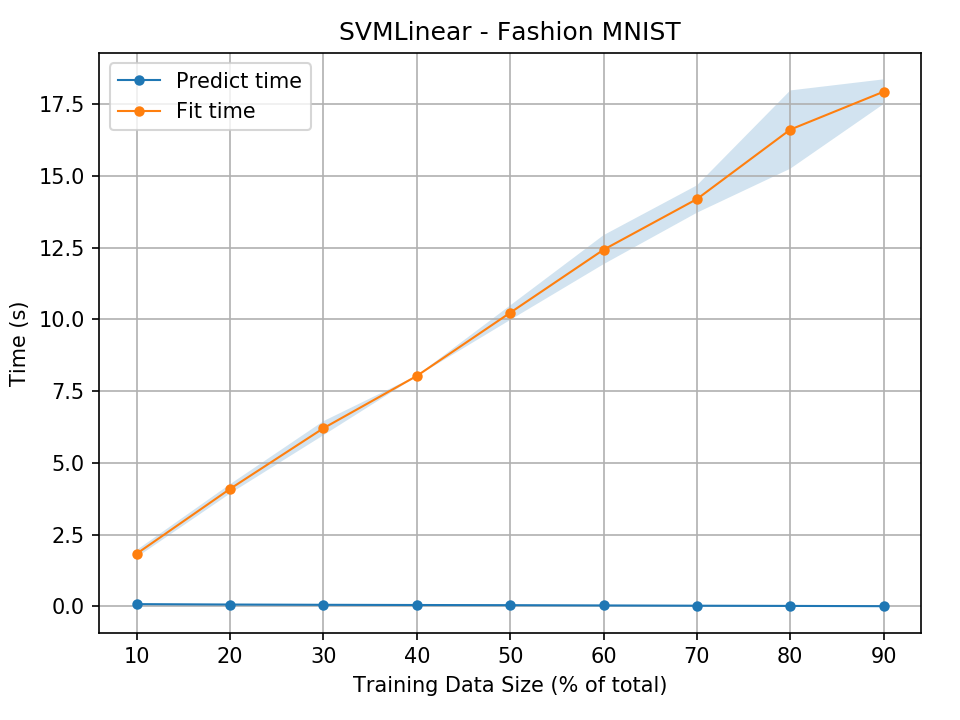 SVMLinear - Fashion MNIST
Predict time
Fit time
17.5
15.0
12.5
10.0
7.5
5.0
2.5
0.0
Time (s)
10 20 30 40 50 60 70 80 90
Training Data Size (% of total)